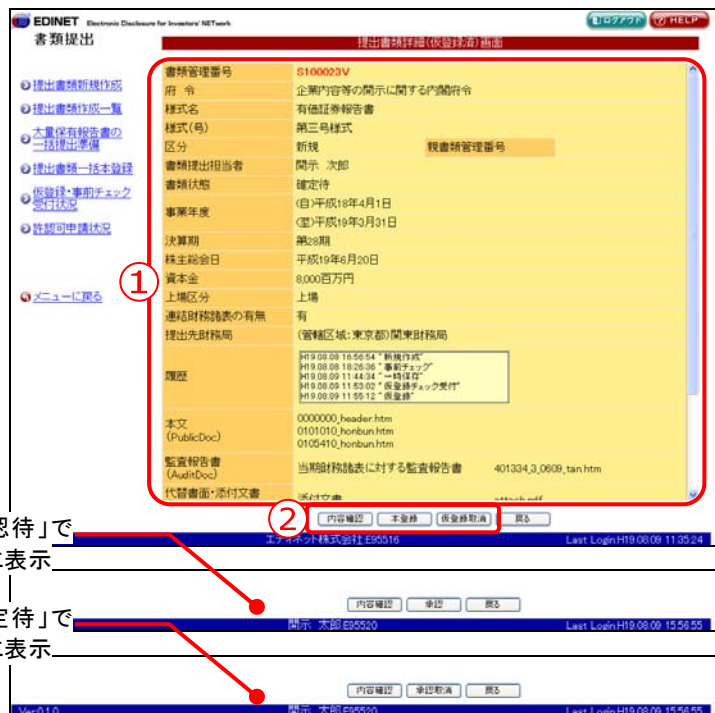 EDINET Electronic Disclosure for Investors' NETwork
ログアウト HELP
書類提出
提出書類詳細(仮登録済)画面
提出書類新規作成
提出書類作成一覧
大量保有報告書の
一括提出準備
提出書類一括本登録
仮登録・事前チェック
受付状況
許認可申請状況
メニューに戻る
①
書類管理番号 S100023V
府 令 企業内容等の開示に関する内閣府令
様式名 有価証券報告書
様式(号) 第三号様式
区分 新規 親書類管理番号
書類提出担当者 開示 次郎
書類状態 確定待
事業年度 (自)平成18年4月1日
(至)平成19年3月31日
決算期 第28期
株主総会日 平成19年6月20日
資本金 8,000百万円
上場区分 上場
連結財務諸表の有無 有
提出先財務局 (管轄区域:東京都)関東財務局
履歴
H19.08.08 16:56:54 "新規作成"
H19.08.08 18:26:36 "事前チェック"
H19.08.09 11:44:34 "一時保存"
H19.08.09 11:53:02 "仮登録チェック受付"
H19.08.09 11:55:12 "仮登録"
本文
(PublicDoc)
0000000_header.htm
0101010_honbun.htm
0105410_honbun.htm
監査報告書
(AuditDoc)
当期財務諸表に対する監査報告書 401334_3_0609_tan.htm
代替書面・添付文書
添付文書 attach.pdf
②
内容確認 本登録 仮登録取消 戻る
エディネット株式会社 E95516 Last Login:H19.08.09 11:35:24
認待」で
に表示
内容確認 承認 戻る
開示 太郎 E95520 Last Login:H19.08.09 15:56:55
定待」で
に表示
内容確認 承認取消 戻る
Ver.0.1.0 開示 太郎 E95520 Last Login:H19.08.09 15:56:55